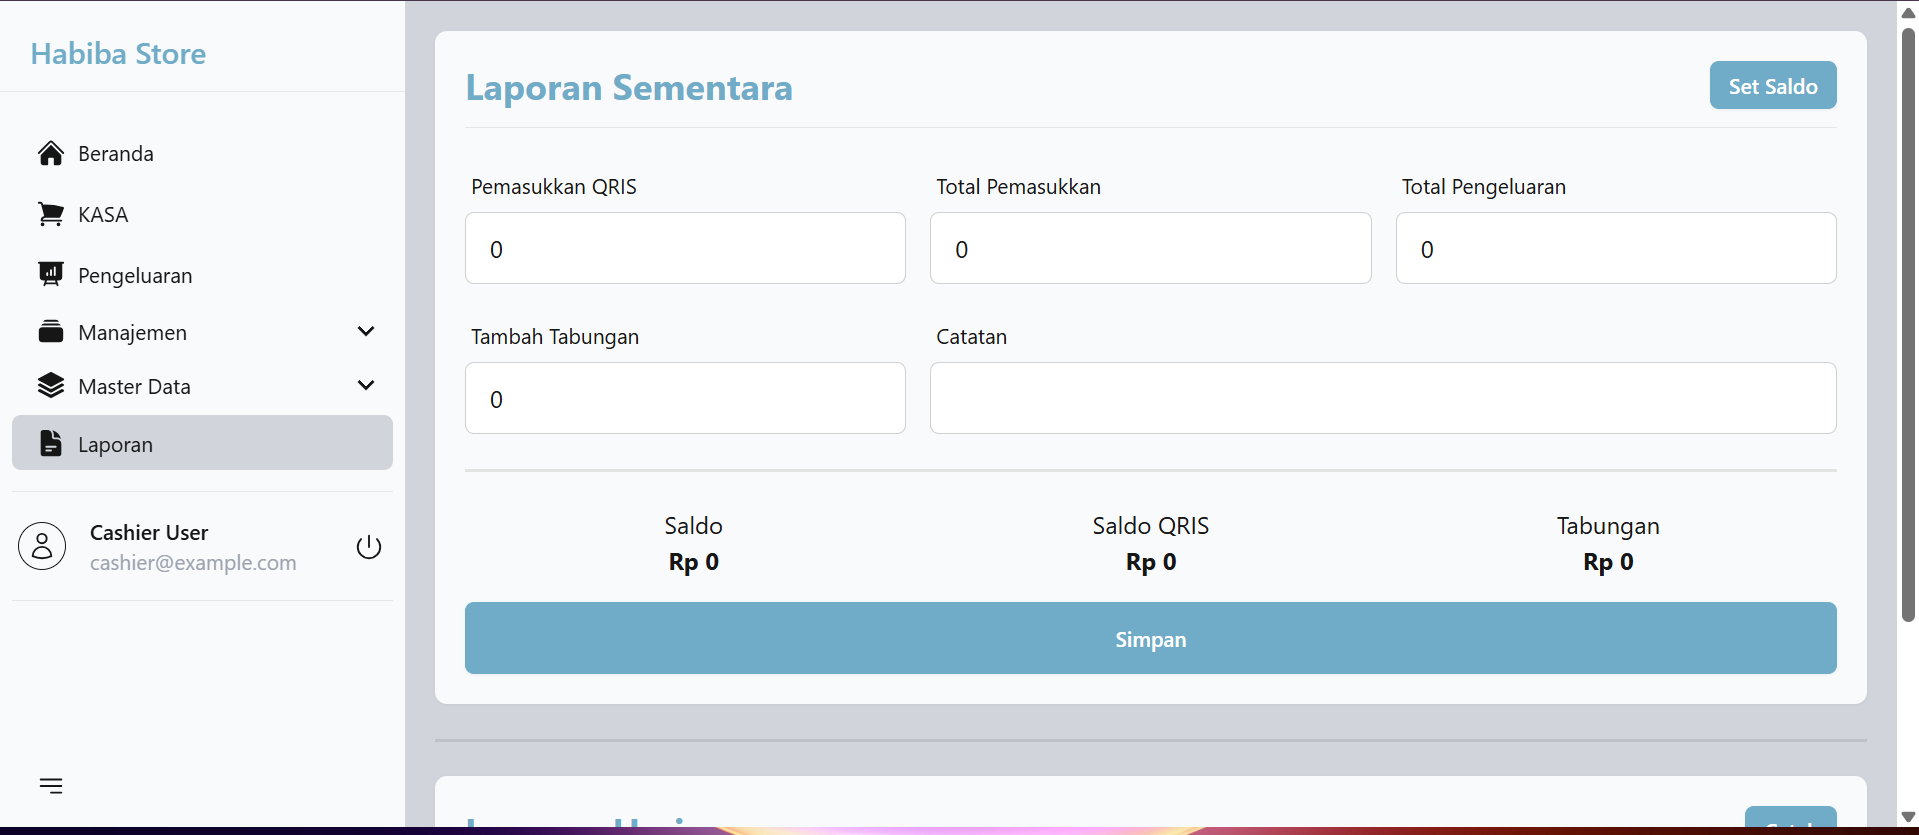 Habiba Store
Beranda
KASA
Pengeluaran
Manajemen
Master Data
Laporan
Cashier User
cashier@example.com
Laporan Sementara
Set Saldo
Pemasukkan QRIS
Total Pemasukkan
Total Pengeluaran
0
0
0
Tambah Tabungan
Catatan
0
Saldo
Saldo QRIS
Tabungan
Rp 0
Rp 0
Rp 0
Simpan